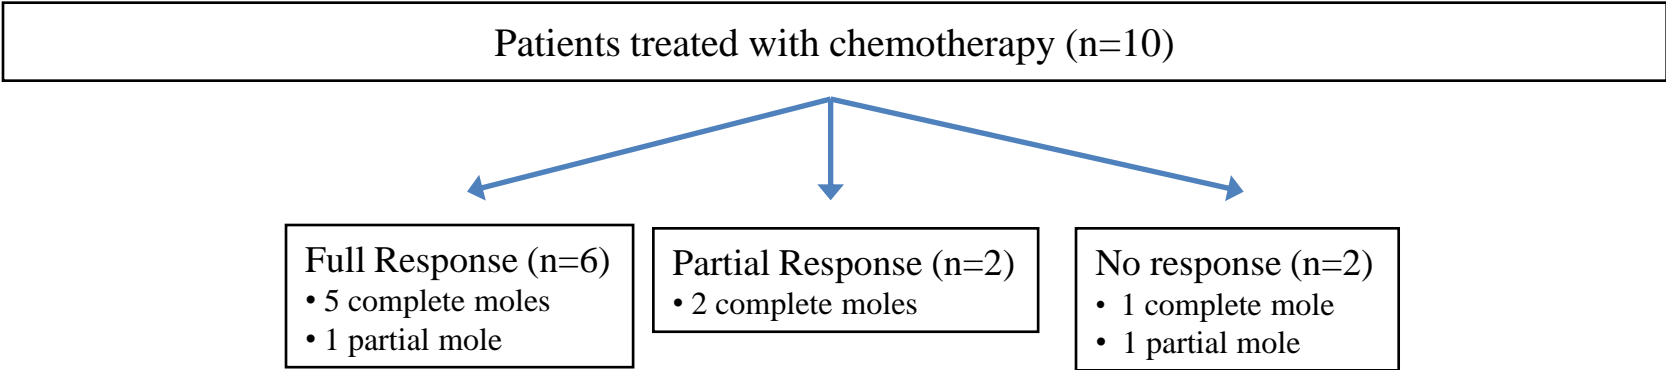 Patients treated with chemotherapy (n=10)
Full Response (n=6)
• 5 complete moles
• 1 partial mole
Partial Response (n=2)
• 2 complete moles
No response (n=2)
• 1 complete mole
• 1 partial mole